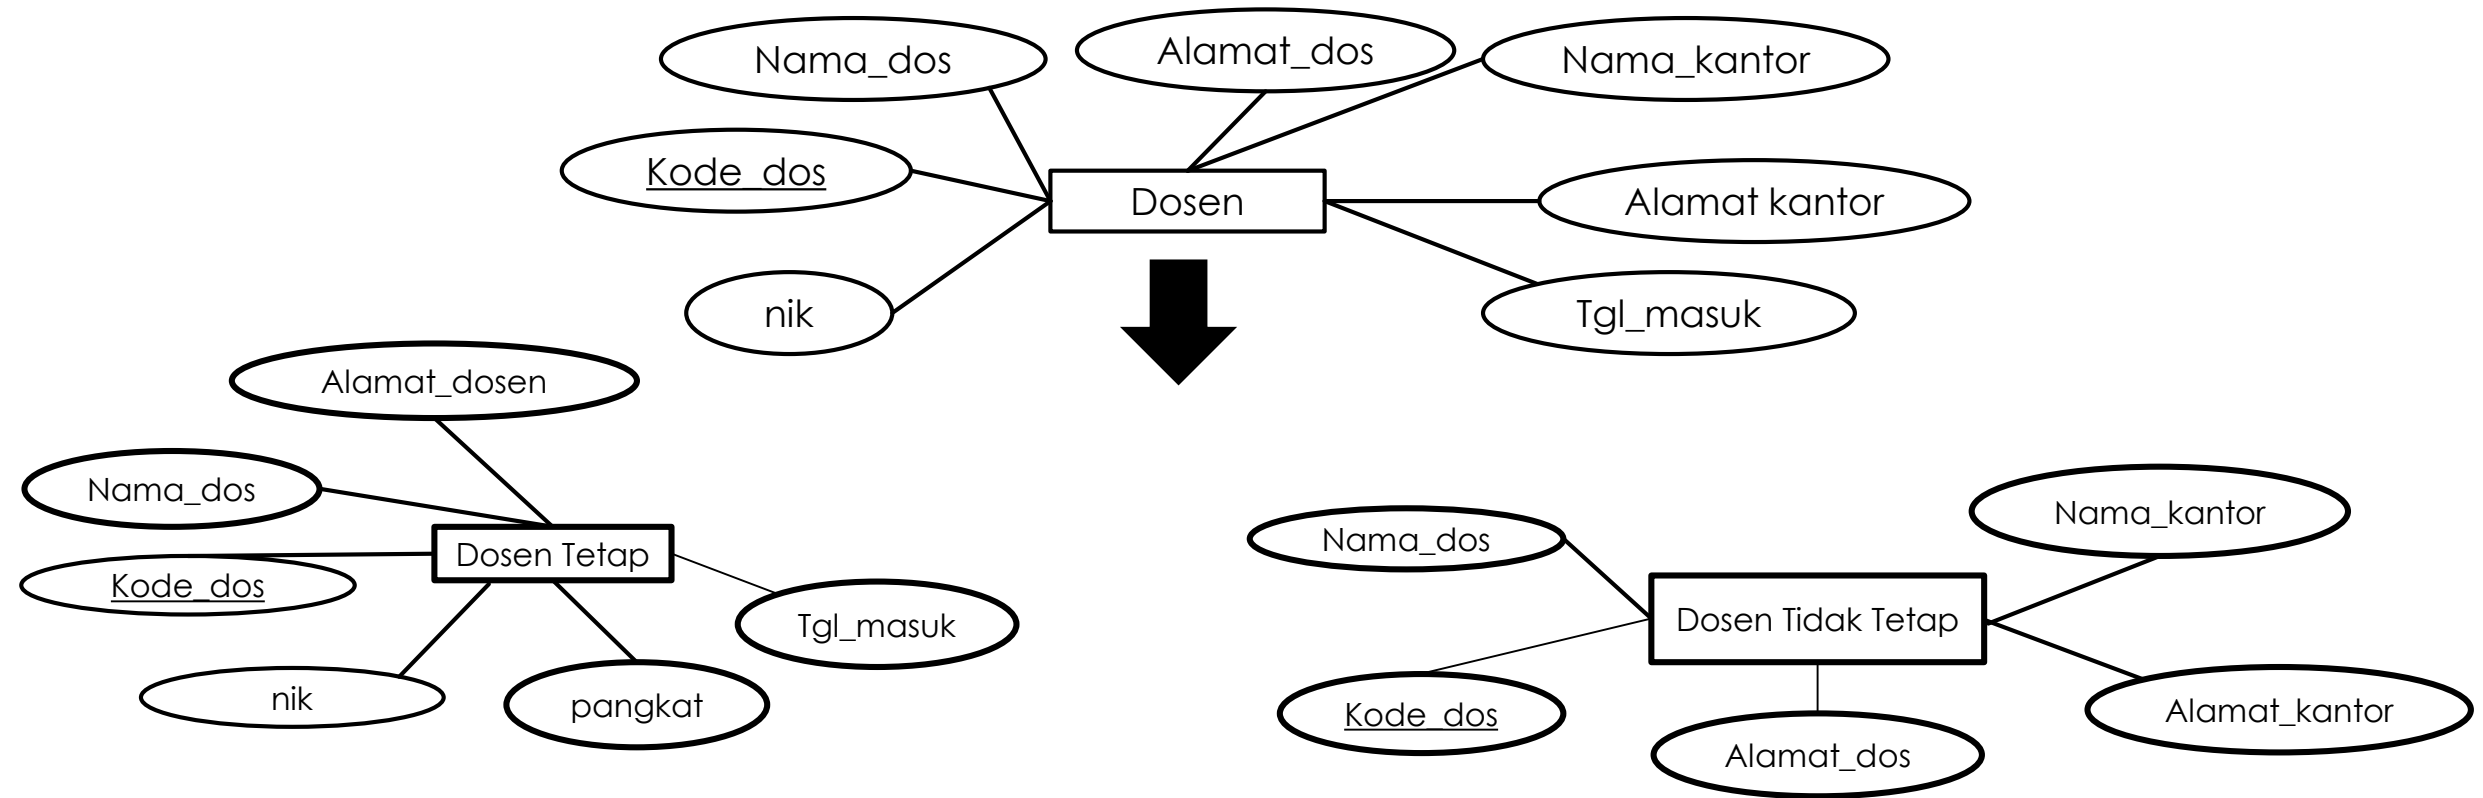 Nama_dos
Alamat_dos
Nama_kantor
Kode_dos
Dosen
Alamat kantor
nik
Tgl_masuk
Alamat_dosen
Nama_dos
Dosen Tetap
Kode_dos
nik
pangkat
Tgl_masuk
Nama_dos
Nama_kantor
Dosen Tidak Tetap
Kode_dos
Alamat_dos
Alamat_kantor